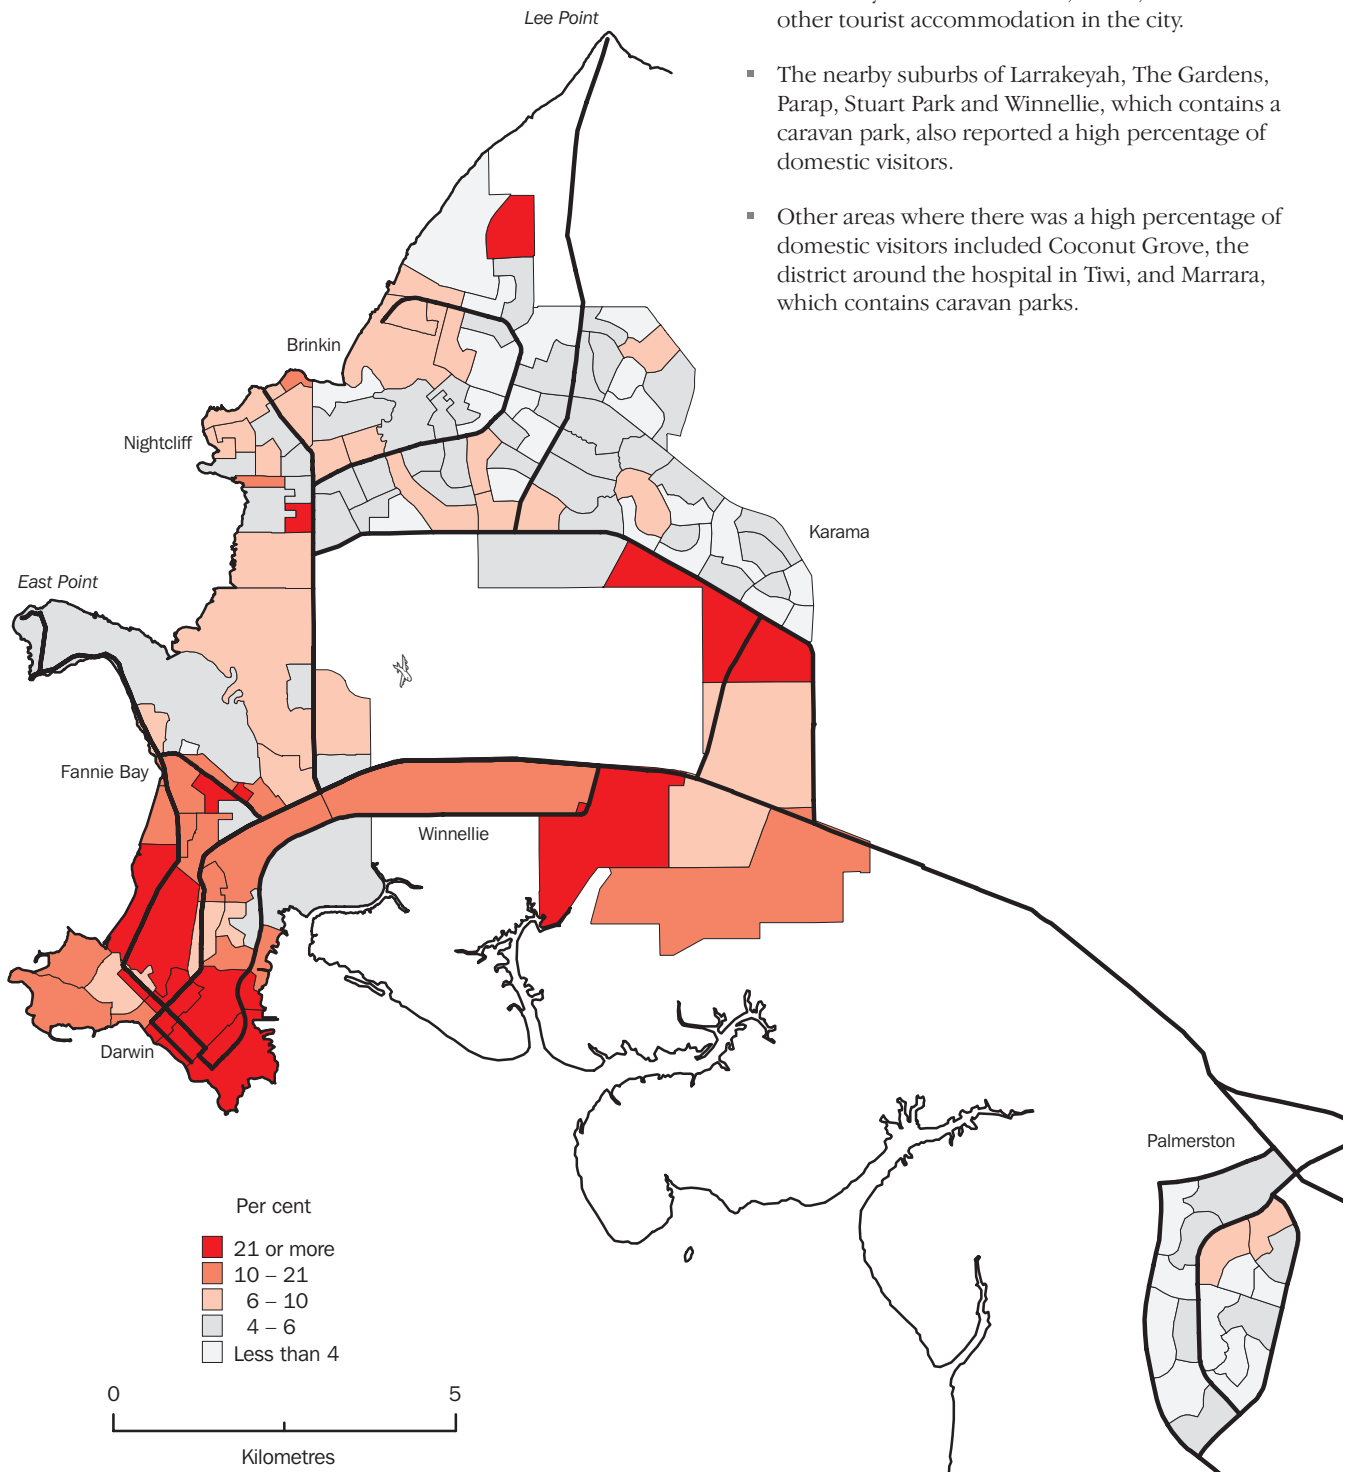 other tourist accommodation in the city.
▪ The nearby suburbs of Larrakeyah, The Gardens,
Parap, Stuart Park and Winnellie, which contains a
caravan park, also reported a high percentage of
domestic visitors.
▪ Other areas where there was a high percentage of
domestic visitors included Coconut Grove, the
district around the hospital in Tiwi, and Marrara,
which contains caravan parks.
Lee Point
Brinkin
Nightcliff
Karama
East Point
Fannie Bay
Winnellie
Darwin
Palmerston
Per cent
21 or more
10 – 21
6 – 10
4 – 6
Less than 4
0 5
Kilometres